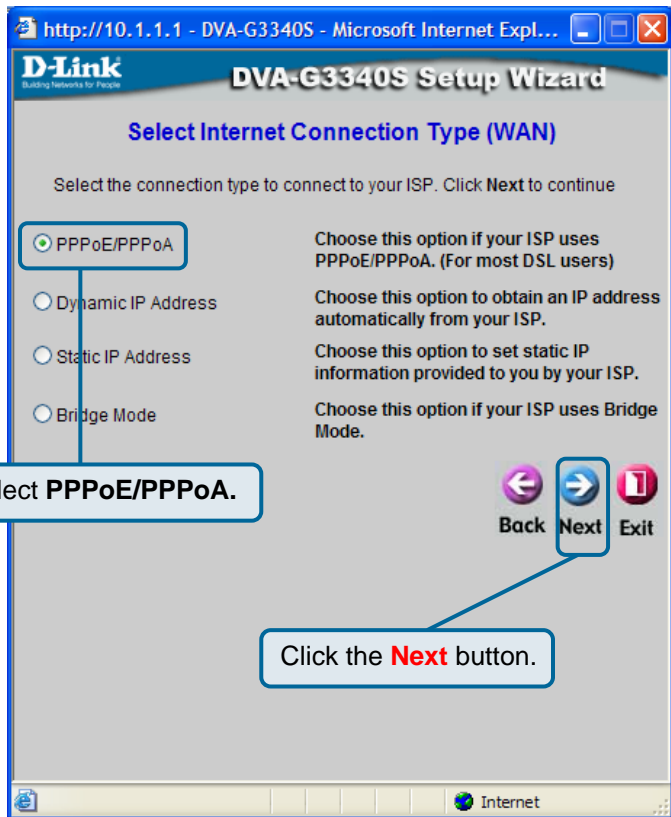 http://10.1.1.1 - DVA-G3340S - Microsoft Internet Expl...
D-Link
Building Networks for People
DVA-G3340S Setup Wizard
Select Internet Connection Type (WAN)
Select the connection type to connect to your ISP. Click Next to continue
PPPoE/PPPoA
Choose this option if your ISP uses
PPPoE/PPPoA. (For most DSL users)
Dynamic IP Address
Choose this option to obtain an IP address
automatically from your ISP.
Static IP Address
Choose this option to set static IP
information provided to you by your ISP.
Bridge Mode
Choose this option if your ISP uses Bridge
Mode.
lect PPPoE/PPPoA.
Back Next Exit
Click the Next button.
Internet